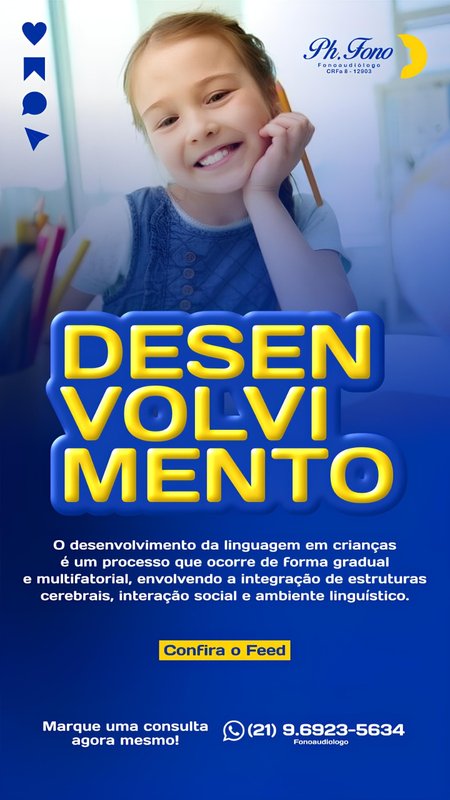 Ph.Fono
Fonoaudiólogo
CRFa 8 - 12903
DESEN
VOLVI
MENTO
O desenvolvimento da linguagem em crianças
é um processo que ocorre de forma gradual
e multifatorial, envolvendo a integração de estruturas
cerebrais, interação social e ambiente linguístico.
Confira o Feed
Marque uma consulta
agora mesmo!
(21) 9.6923-5634
Fonoaudiologo